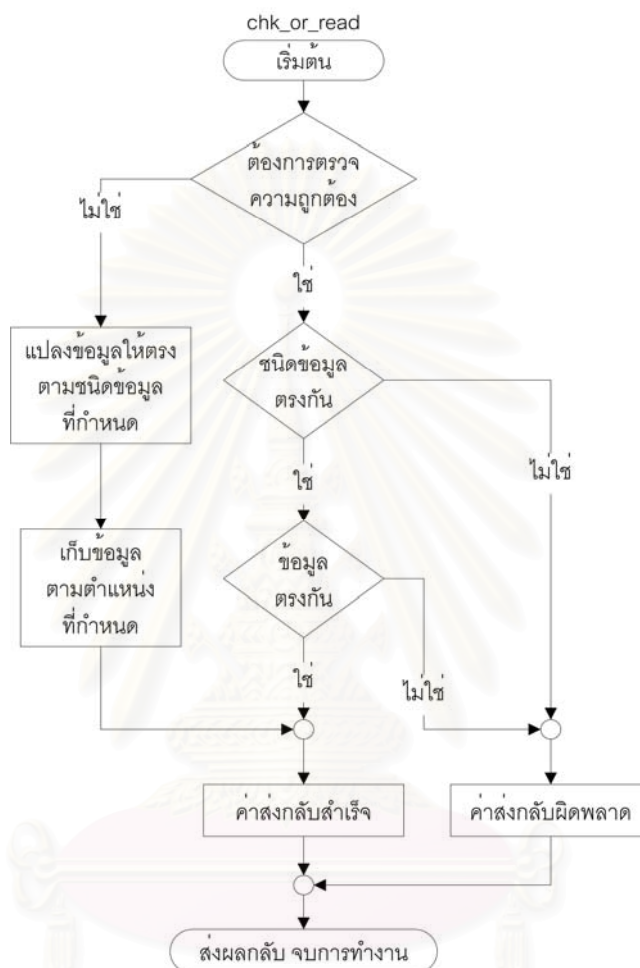 chk_or_read
เริ่มต้น
ต้องการตรวจ
ความถูกต้อง
ไม่ใช่
ใช่
แปลงข้อมูลให้ตรง
ตามชนิดข้อมูล
ที่กำหนด
ชนิดข้อมูล
ตรงกัน
ใช่
ไม่ใช่
เก็บข้อมูล
ตามตำแหน่ง
ที่กำหนด
ข้อมูล
ตรงกัน
ใช่
ไม่ใช่
ค่าส่งกลับสำเร็จ
ค่าส่งกลับผิดพลาด
ส่งผลกลับ จบการทำงาน